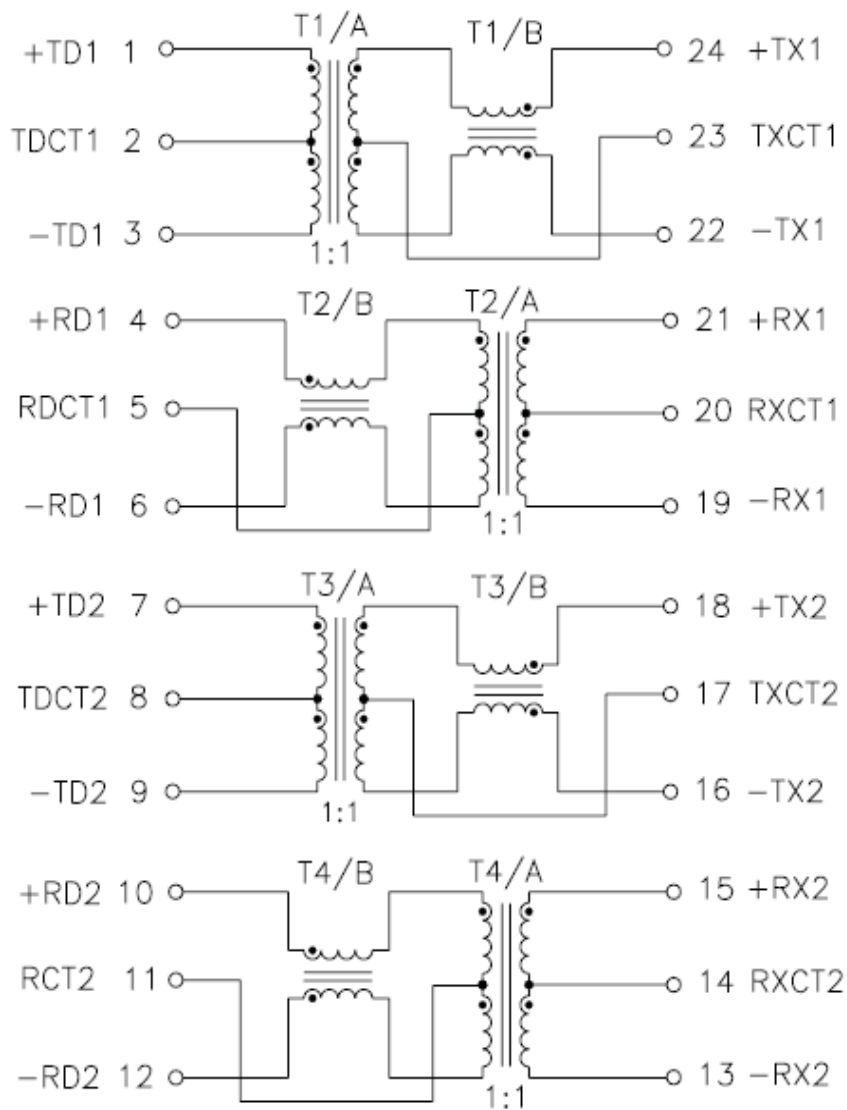 T1/A T1/B
+TD1 1 24 +TX1
TDCT1 2 23 TXCT1
-TD1 3 22 -TX1
1:1
T2/B T2/A
+RD1 4 21 +RX1
RDCT1 5 20 RXCT1
-RD1 6 19 -RX1
1:1
T3/A T3/B
+TD2 7 18 +TX2
TDCT2 8 17 TXCT2
-TD2 9 16 -TX2
1:1
T4/B T4/A
+RD2 10 15 +RX2
RCT2 11 14 RXCT2
-RD2 12 13 -RX2
1:1